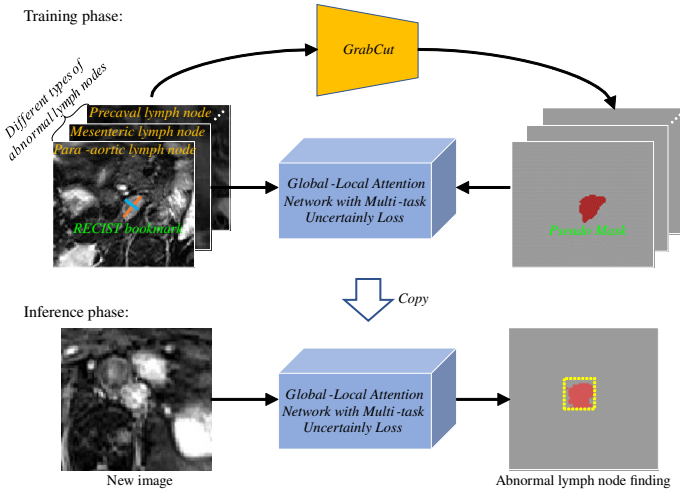 Training phase:
GrabCut
Different types of
abnormal lymph nodes
Precaval lymph node
Mesenteric lymph node
Para -aortic lymph node
RECIST bookmark
Global -Local Attention
Network with Multi -task
Uncertainly Loss
Pseudo Mask
Copy
Inference phase:
Global -Local Attention
Network with Multi -task
Uncertainly Loss
New image
Abnormal lymph node finding